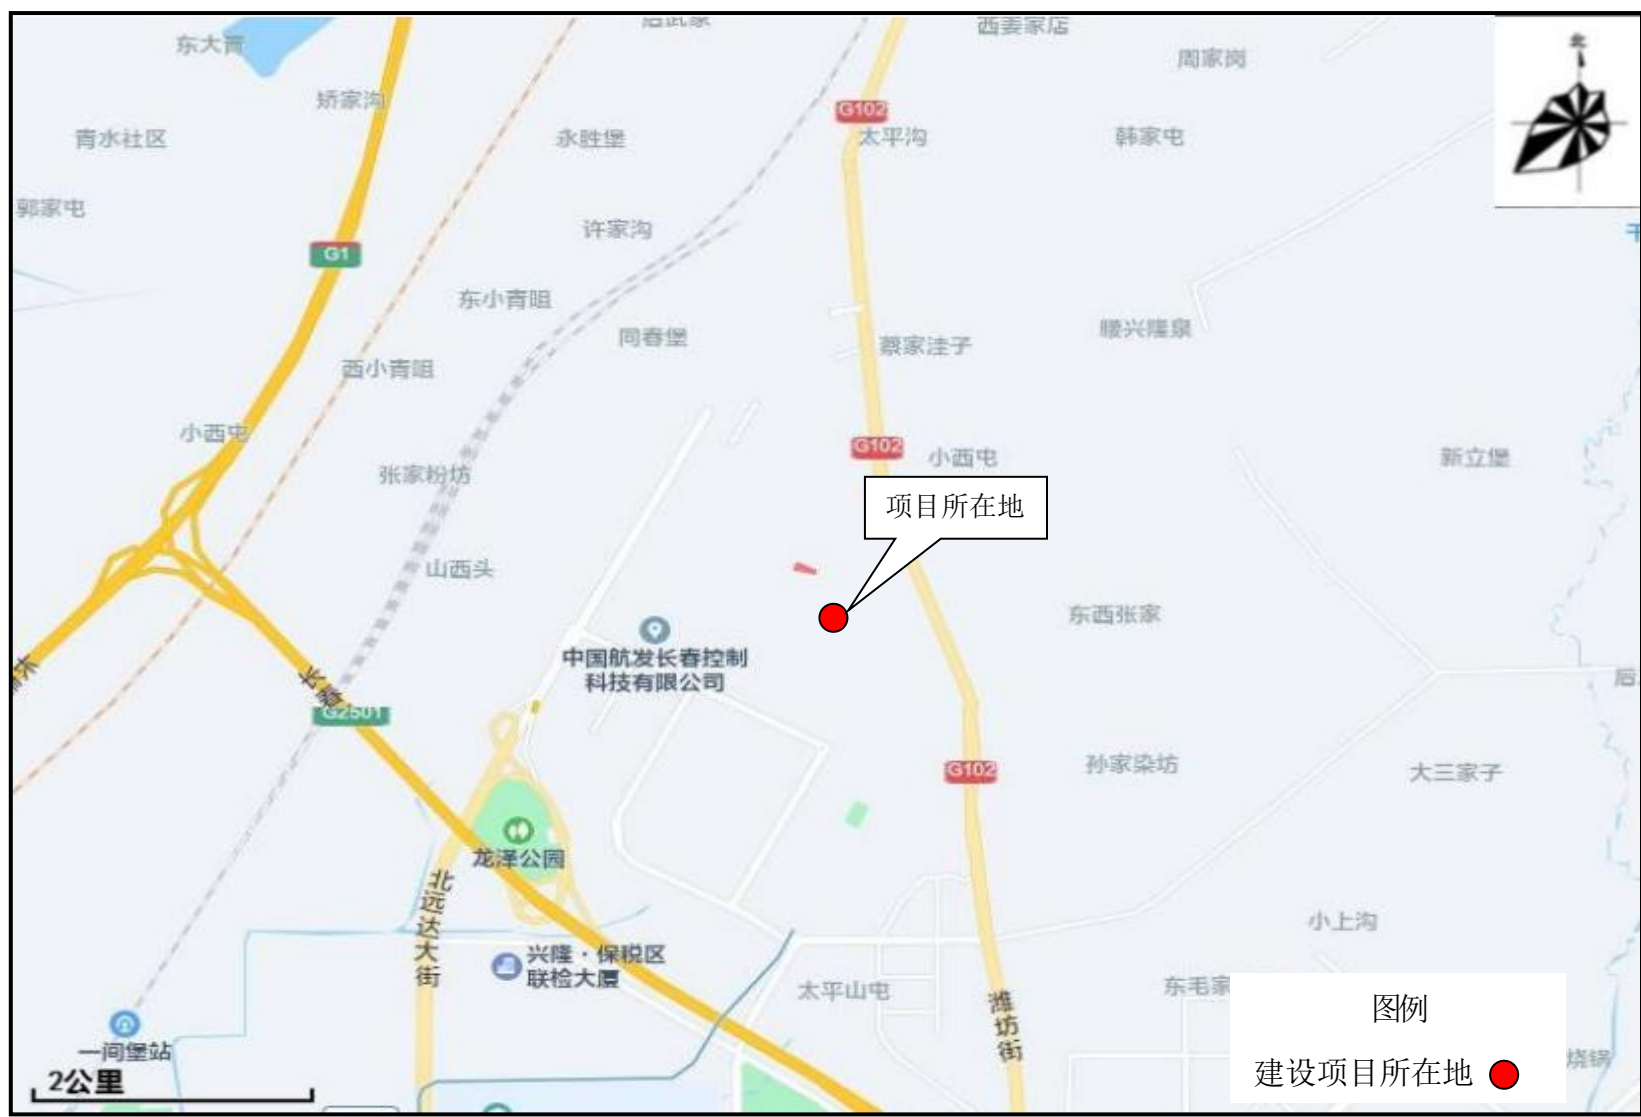 西姜家店
东大青
周家岗
北
矫家沟
G102
青水社区
永胜堡
太平沟
韩家屯
郭家屯
许家沟
G1
东小青咀
腰兴隆泉
同春堡
蔡家洼子
西小青咀
小西屯
G102
小西屯
新立堡
张家粉坊
项目所在地
山西头
东西张家
中国航发长春控制
科技有限公司
长春
G2501
孙家染坊
G102
大三家子
龙泽公园
北远达大街
小上沟
兴隆·保税区
联检大厦
太平山屯
东毛家
潍坊街
图例
一间堡站
烧锅
建设项目所在地
2公里